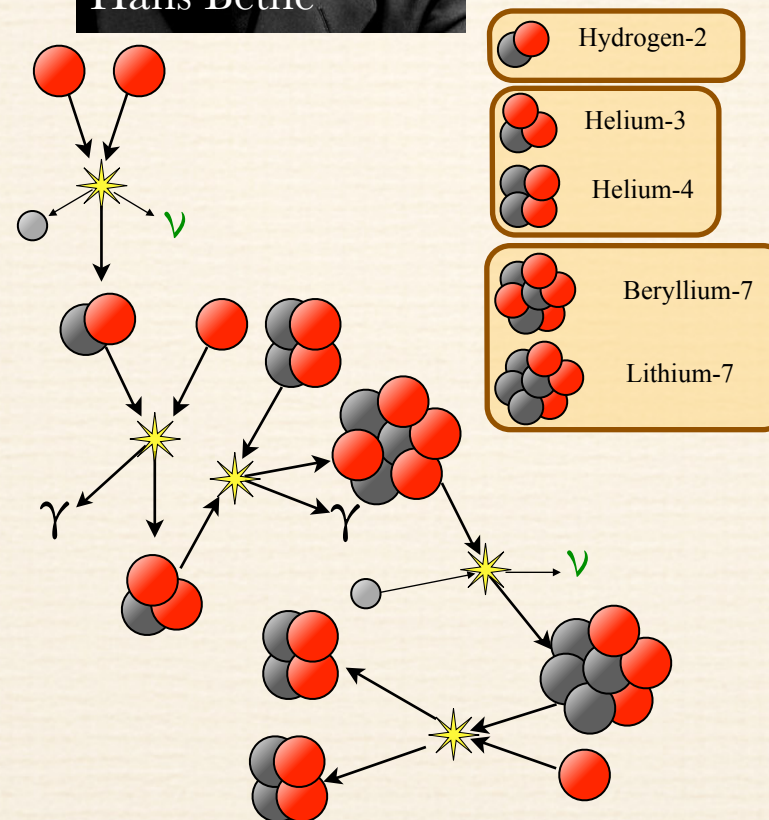 Hans Bethe
Hydrogen-2
Helium-3
Helium-4
Beryllium-7
Lithium-7
ν
γ
γ
ν